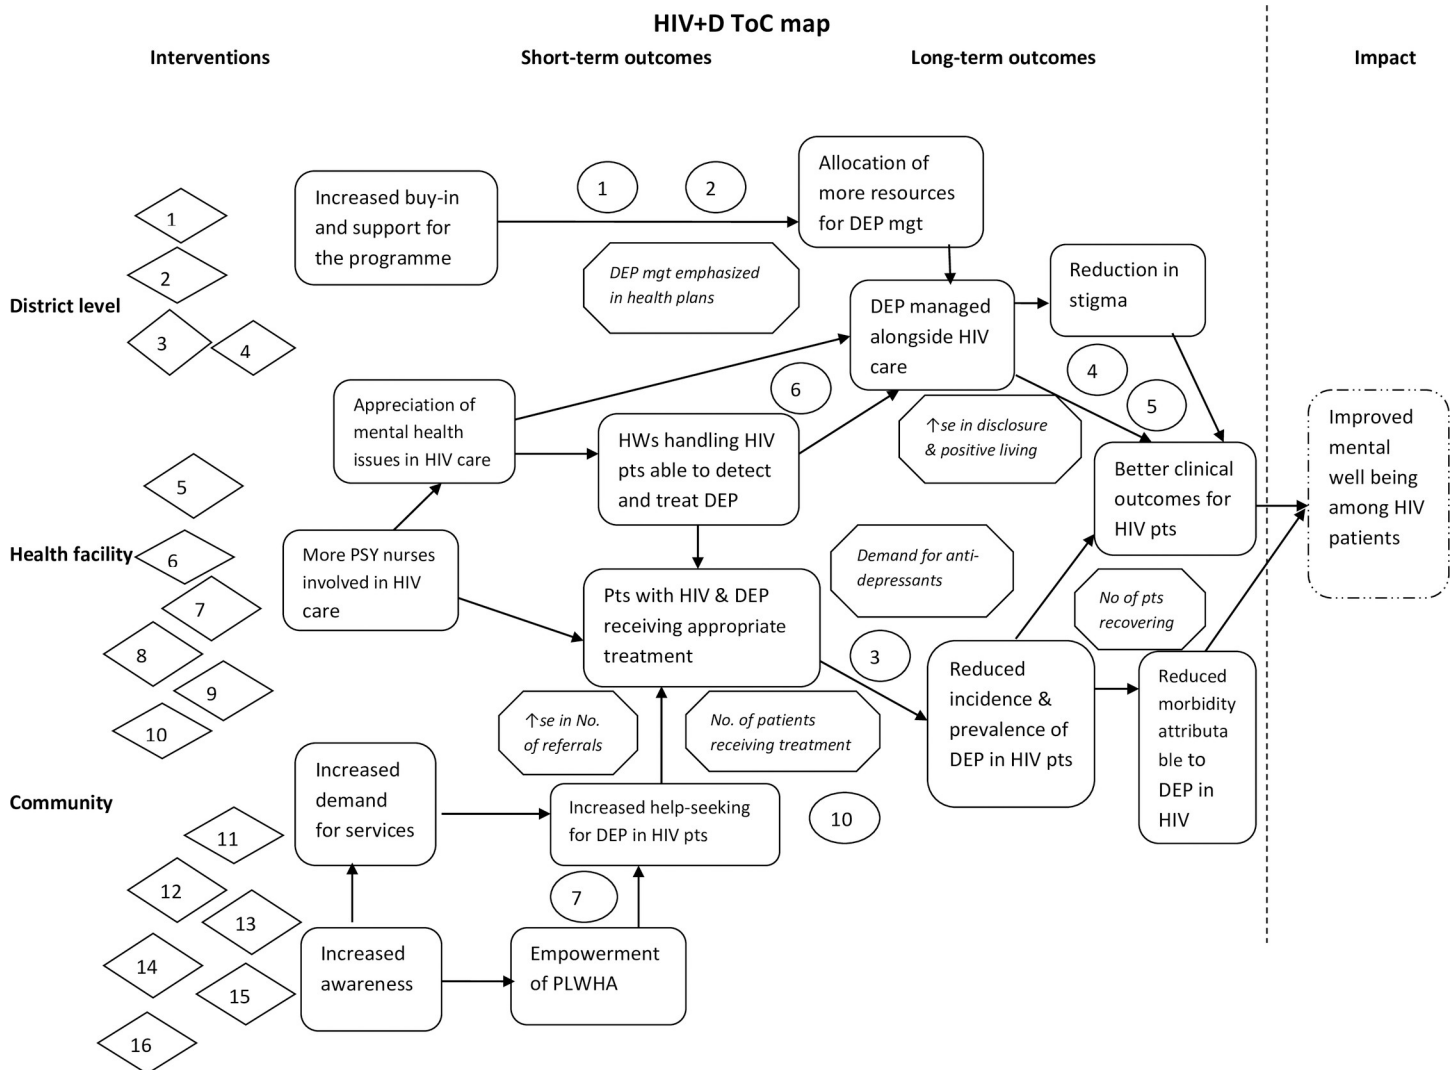 HIV+D ToC map
Interventions
Short-term outcomes
Long-term outcomes
Impact
District level
1
2
3
4
Increased buy-in
and support for
the programme
1
2
DEP mgt emphasized
in health plans
Allocation of
more resources
for DEP mgt
DEP managed
alongside HIV
care
Reduction in
stigma
Appreciation of
mental health
issues in HIV care
6
HWs handling HIV
pts able to detect
and treat DEP
↑se in disclosure
& positive living
4
5
Better clinical
outcomes for
HIV pts
Improved
mental
well being
among HIV
patients
Health facility
5
6
7
8
9
10
More PSY nurses
involved in HIV
care
Pts with HIV & DEP
receiving appropriate
treatment
Demand for anti-
depressants
3
No of pts
recovering
Reduced
incidence &
prevalence of
DEP in HIV pts
Reduced
morbidity
attributa
ble to
DEP in
HIV
↑se in No.
of referrals
No. of patients
receiving treatment
Community
11
12
13
14
15
16
Increased
demand
for services
Increased help-seeking
for DEP in HIV pts
10
7
Increased
awareness
Empowerment
of PLWHA